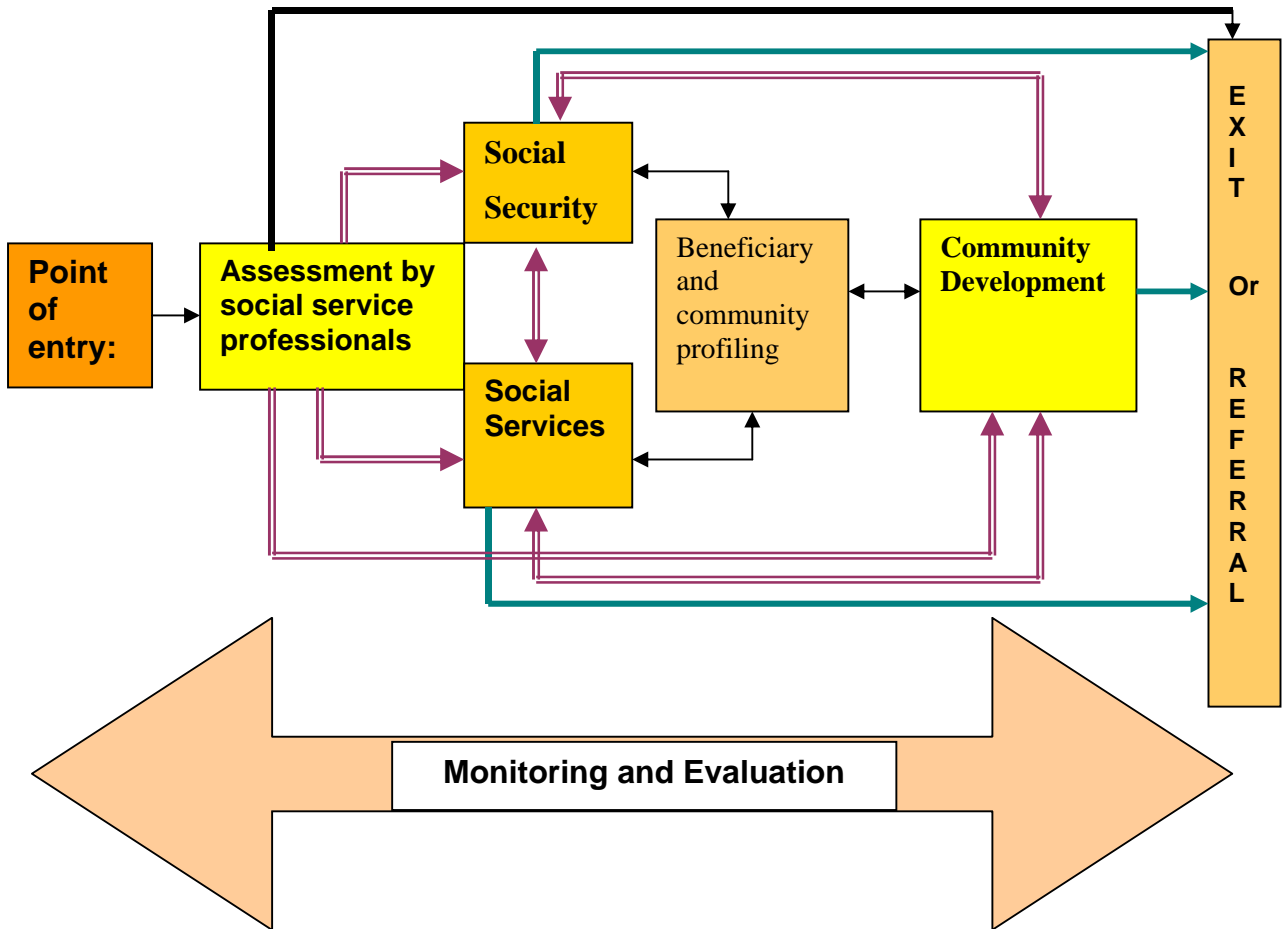 Point
of
entry:
Assessment by
social service
professionals
Social
Security
Social
Services
Beneficiary
and
community
profiling
Community
Development
E
X
I
T
Or
R
E
F
E
R
R
A
L
Monitoring and Evaluation